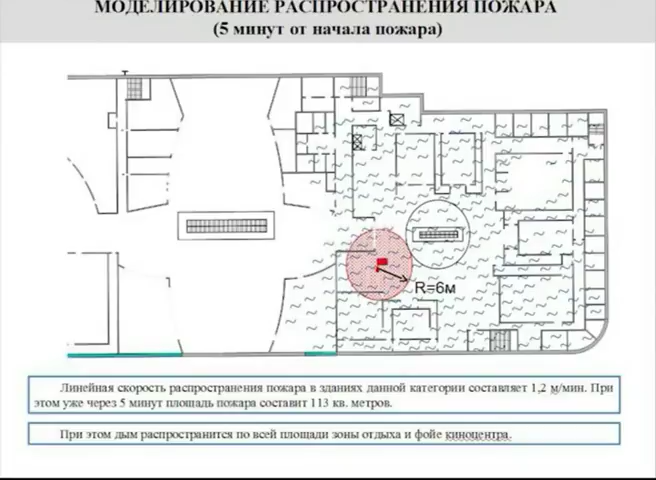 МОДЕЛИРОВАНИЕ РАСПРОСТРАНЕНИЯ ПОЖАРА
(5 минут от начала пожара)
R=6м
Линейная скорость распространения пожара в зданиях данной категории составляет 1,2 м/мин. При
этом уже через 5 минут площадь пожара составит 113 кв. метров.
При этом дым распространится по всей площади зоны отдыха и фойе киноцентра.